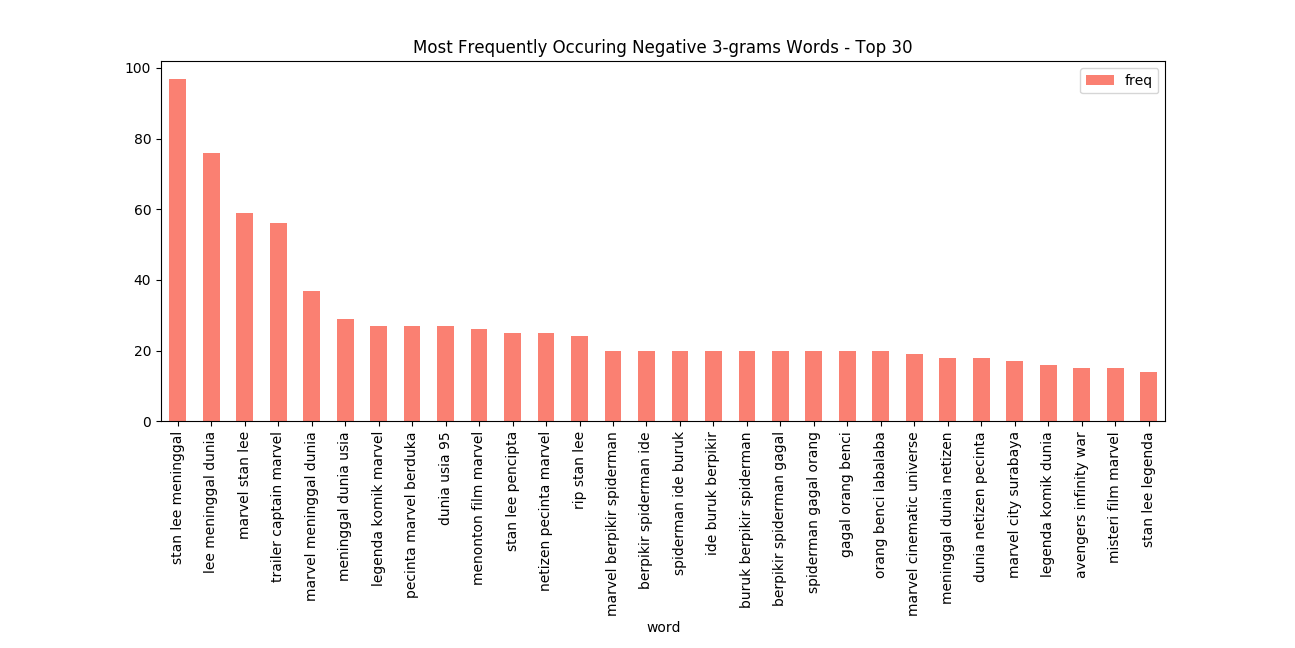 Most Frequently Occuring Negative 3-grams Words - Top 30
freq
100
80
60
40
20
0
stan lee meninggal
lee meninggal dunia
marvel stan lee
trailer captain marvel
marvel meninggal dunia
meninggal dunia usia
legenda komik marvel
pecinta marvel berduka
dunia usia 95
menonton film marvel
stan lee pencipta
netizen pecinta marvel
rip stan lee
marvel berpikir spiderman
berpikir spiderman ide
spiderman ide buruk
ide buruk berpikir
buruk berpikir spiderman
berpikir spiderman gagal
spiderman gagal orang
gagal orang benci
orang benci labalaba
marvel cinematic universe
meninggal dunia netizen
dunia netizen pecinta
marvel city surabaya
legenda komik dunia
avengers infinity war
misteri film marvel
stan lee legenda
word